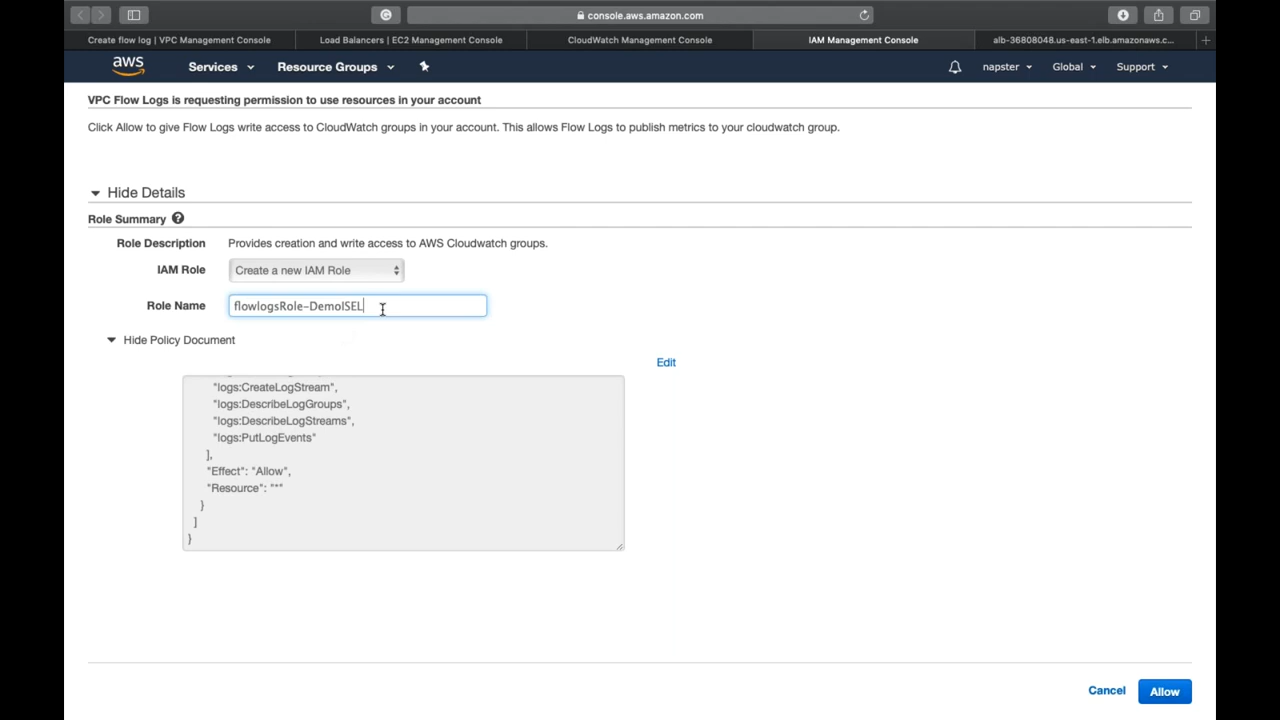 console.aws.amazon.com
Create flow log | VPC Management Console
Load Balancers | EC2 Management Console
CloudWatch Management Console
IAM Management Console
alb-36808048.us-east-1.elb.amazonaws.c...
aws
Services
Resource Groups
napster
Global
Support
VPC Flow Logs is requesting permission to use resources in your account
Click Allow to give Flow Logs write access to CloudWatch groups in your account. This allows Flow Logs to publish metrics to your cloudwatch group.
Hide Details
Role Summary ?
Role Description Provides creation and write access to AWS Cloudwatch groups.
IAM Role Create a new IAM Role
Role Name flowlogsRole-DemoISEL
Hide Policy Document
Edit
"logs:CreateLogStream",
"logs:DescribeLogGroups",
"logs:DescribeLogStreams",
"logs:PutLogEvents"
],
"Effect": "Allow",
"Resource": "*"
}
]
}
Cancel
Allow